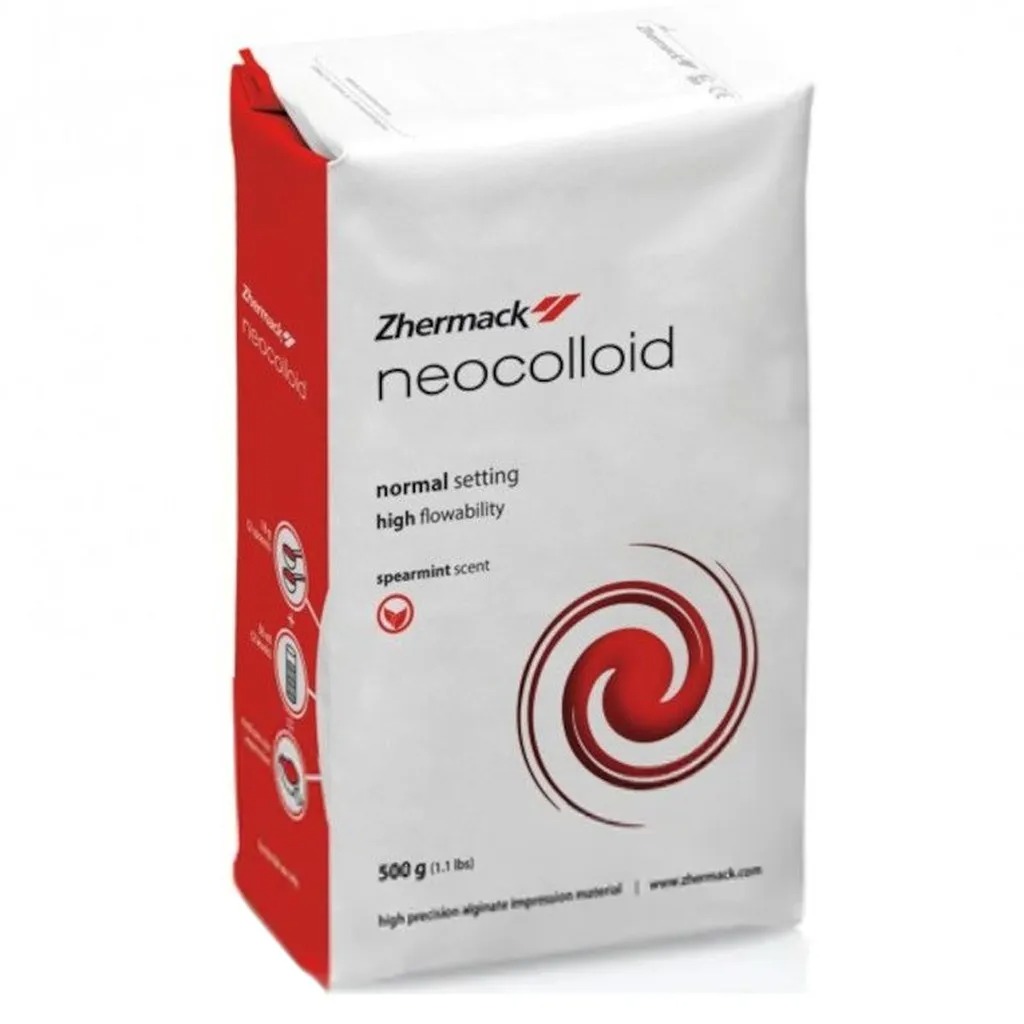 Zhermack
Zhermack
neocolloid
normal setting
high flowability
spearmint scent
500 g (1.1 lbs)
high precision alginate impression material | www.zhermack.com
Zhermack
neocolloid